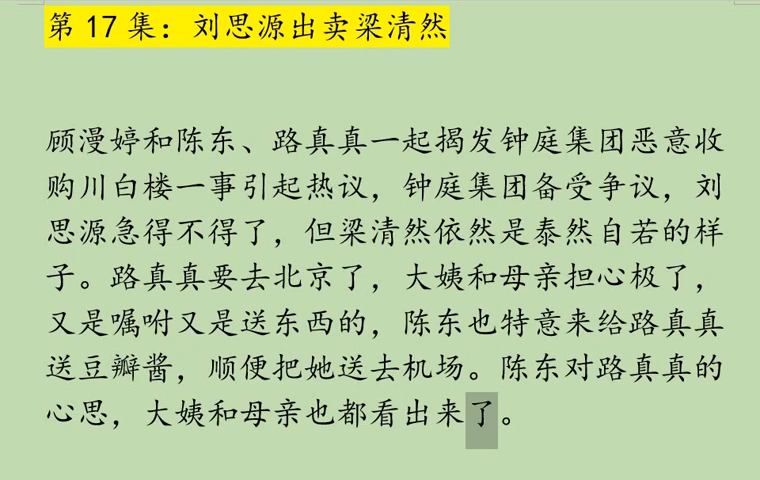 第 17 集：刘思源出卖梁清然
顾漫婷和陈东、路真真一起揭发钟庭集团恶意收
购川白楼一事引起热议，钟庭集团备受争议，刘
思源急得不得了，但梁清然依然是泰然自若的样
子。路真真要去北京了，大姨和母亲担心极了，
又是嘱咐又是送东西的，陈东也特意来给路真真
送豆瓣酱，顺便把她送去机场。陈东对路真真的
心思，大姨和母亲也都看出来了。